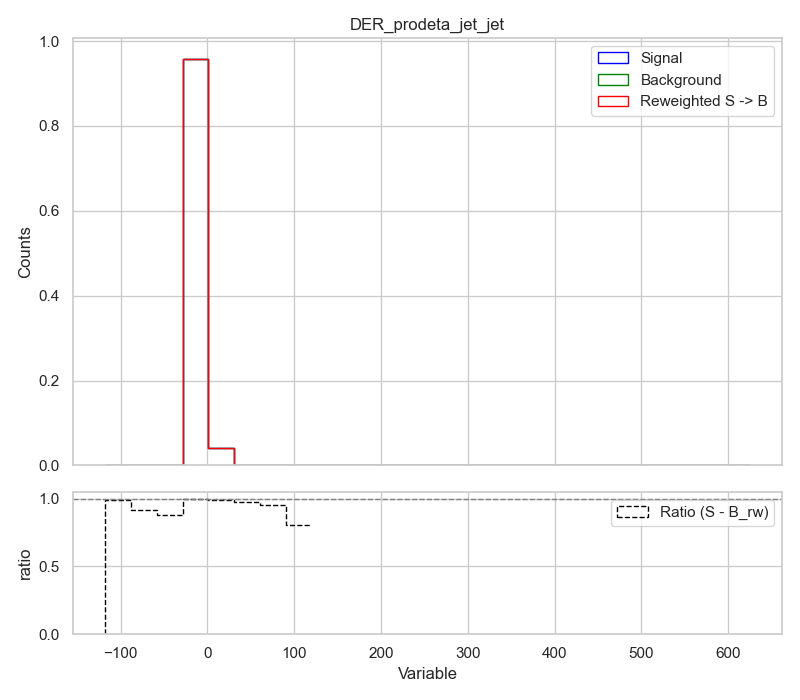 DER_prodeta_jet_jet
1.0
0.8
0.6
0.4
0.2
0.0
Counts
Signal
Background
Reweighted S -> B
1.0
0.5
0.0
ratio
Ratio (S - B_rw)
−100
0
100
200
300
400
500
600
Variable